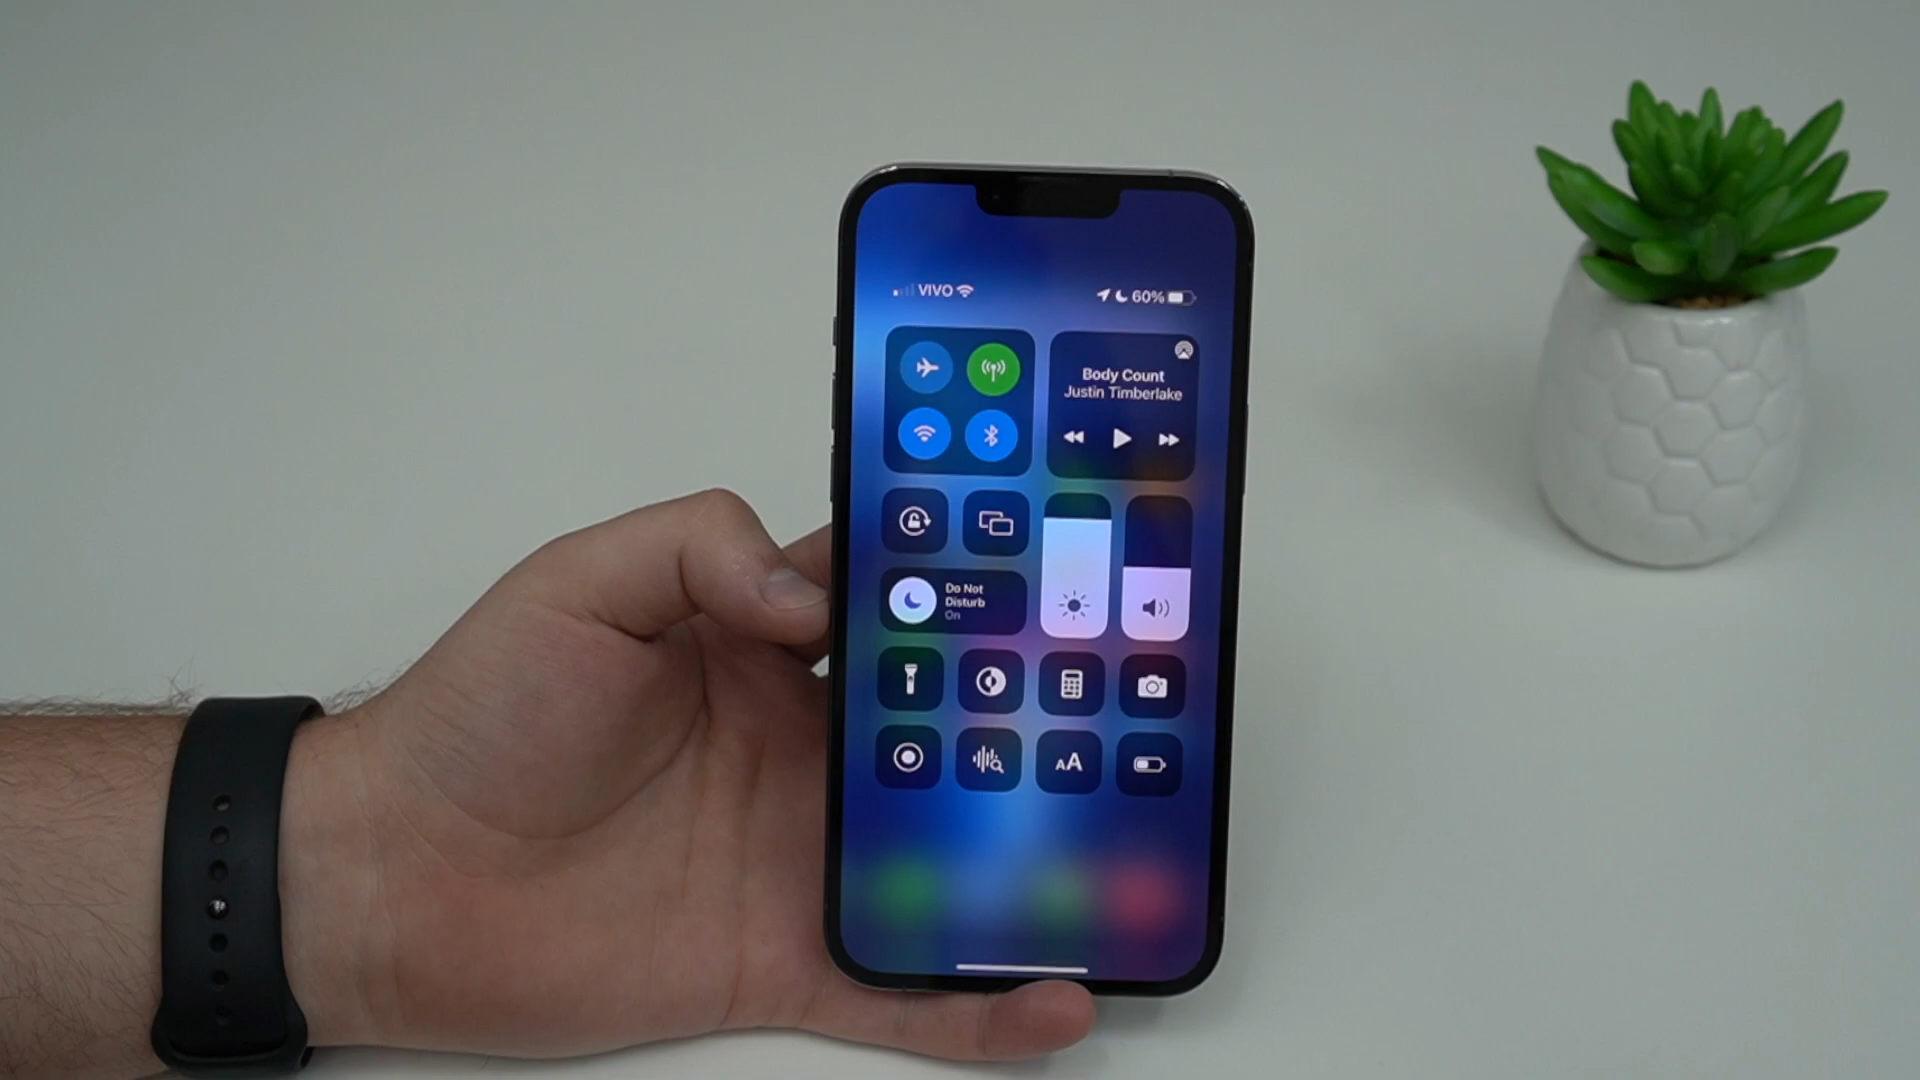 VIVO
60%
Body Count
Justin Timberlake
Do Not
Disturb
On
AA